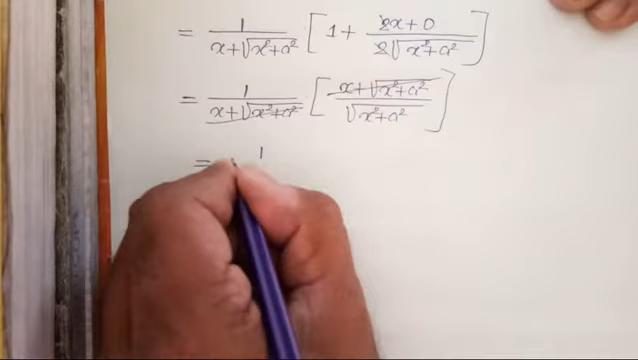 = 1/(x+√(x²+a²)) [1 + (2x+0)/(2√(x²+a²))]
= 1/(x+√(x²+a²)) [(x+√(x²+a²))/√(x²+a²)]
= 1